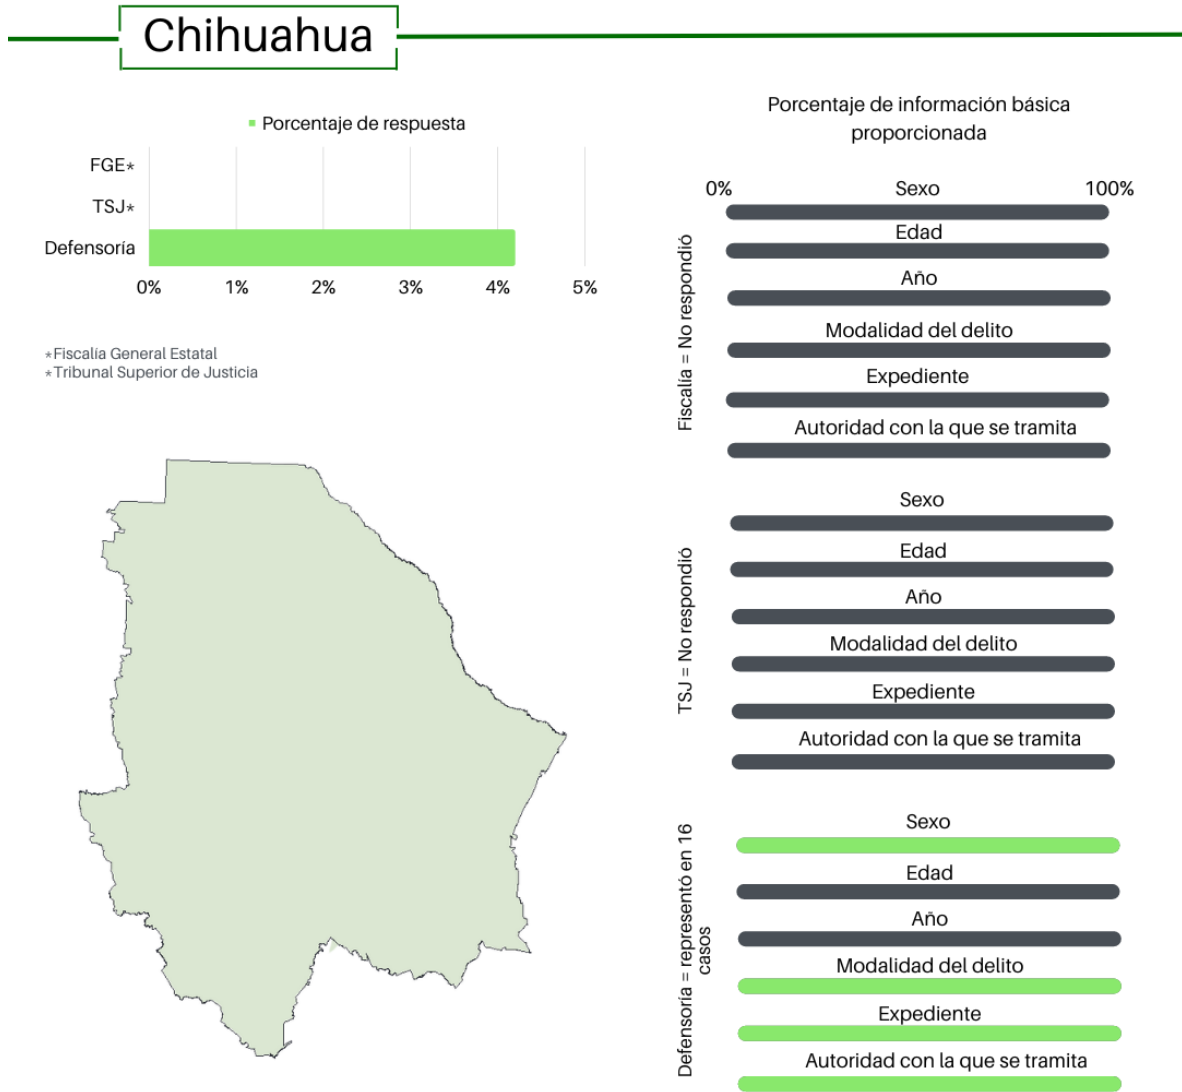 Chihuahua
Porcentaje de respuesta
FGE*
TSJ*
Defensoría
0% 1% 2% 3% 4% 5%
*Fiscalía General Estatal
*Tribunal Superior de Justicia
Porcentaje de información básica
proporcionada
0% 100%
Fiscalía = No respondió
Sexo
Edad
Año
Modalidad del delito
Expediente
Autoridad con la que se tramita
TSJ = No respondió
Sexo
Edad
Año
Modalidad del delito
Expediente
Autoridad con la que se tramita
Defensoría = representó en 16
casos
Sexo
Edad
Año
Modalidad del delito
Expediente
Autoridad con la que se tramita